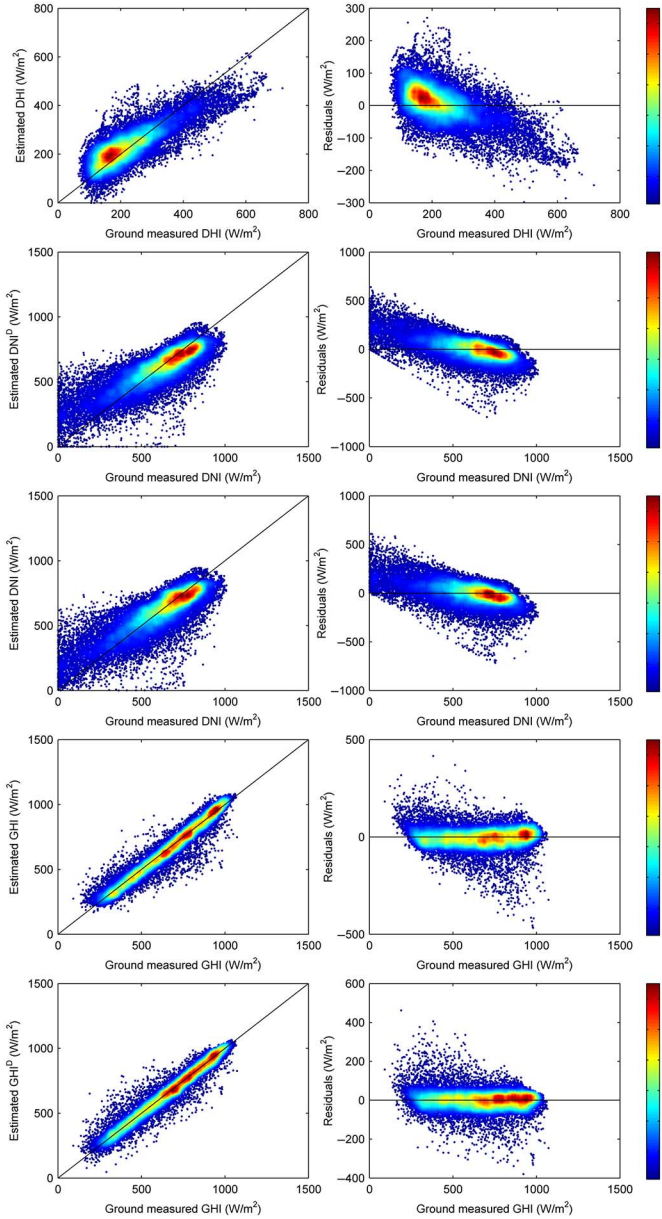 800
600
400
200
0
Estimated DHI (W/m²)
0 200 400 600 800
Ground measured DHI (W/m²)
300
200
100
0
−100
−200
−300
Residuals (W/m²)
0 200 400 600 800
Ground measured DHI (W/m²)
1500
1000
500
0
Estimated DNIᴰ (W/m²)
0 500 1000 1500
Ground measured DNI (W/m²)
1000
500
0
−500
−1000
Residuals (W/m²)
0 500 1000 1500
Ground measured DNI (W/m²)
1500
1000
500
0
Estimated DNI (W/m²)
0 500 1000 1500
Ground measured DNI (W/m²)
1000
500
0
−500
−1000
Residuals (W/m²)
0 500 1000 1500
Ground measured DNI (W/m²)
1500
1000
500
0
Estimated GHI (W/m²)
0 500 1000 1500
Ground measured GHI (W/m²)
500
0
−500
Residuals (W/m²)
0 500 1000 1500
Ground measured GHI (W/m²)
1500
1000
500
0
Estimated GHIᴰ (W/m²)
0 500 1000 1500
Ground measured GHI (W/m²)
600
400
200
0
−200
−400
Residuals (W/m²)
0 500 1000 1500
Ground measured GHI (W/m²)